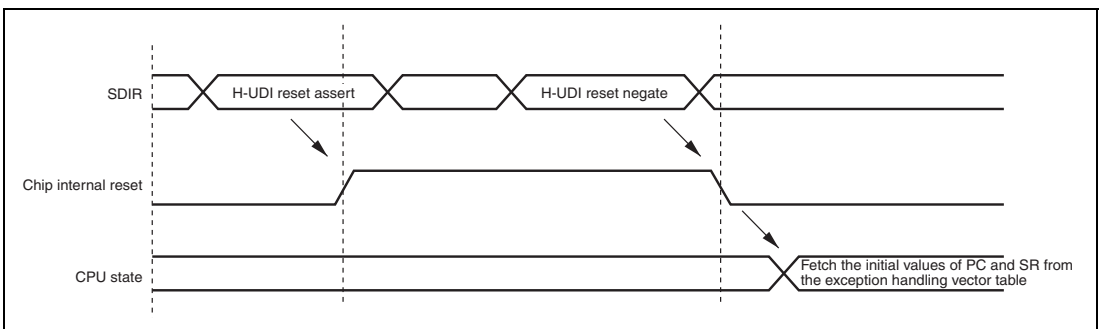 SDIR
H-UDI reset assert
H-UDI reset negate
Chip internal reset
CPU state
Fetch the initial values of PC and SR from
the exception handling vector table